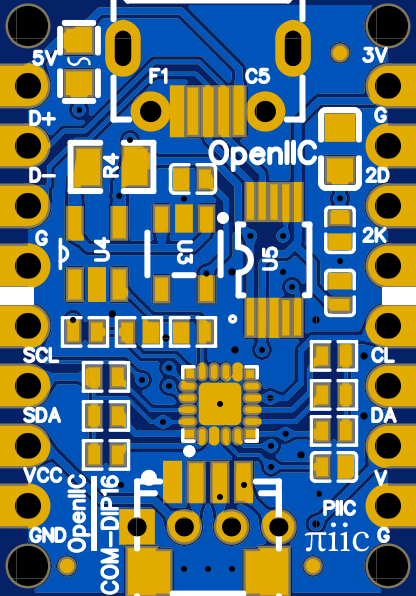 5V
F1
C5
3V
D+
G
OpenIIC
D-
R4
2D
G
U4
U3
U5
2K
SCL
CL
SDA
DA
VCC
V
OpenIIC
COM-DIP16
PIIC
πiic
GND
G